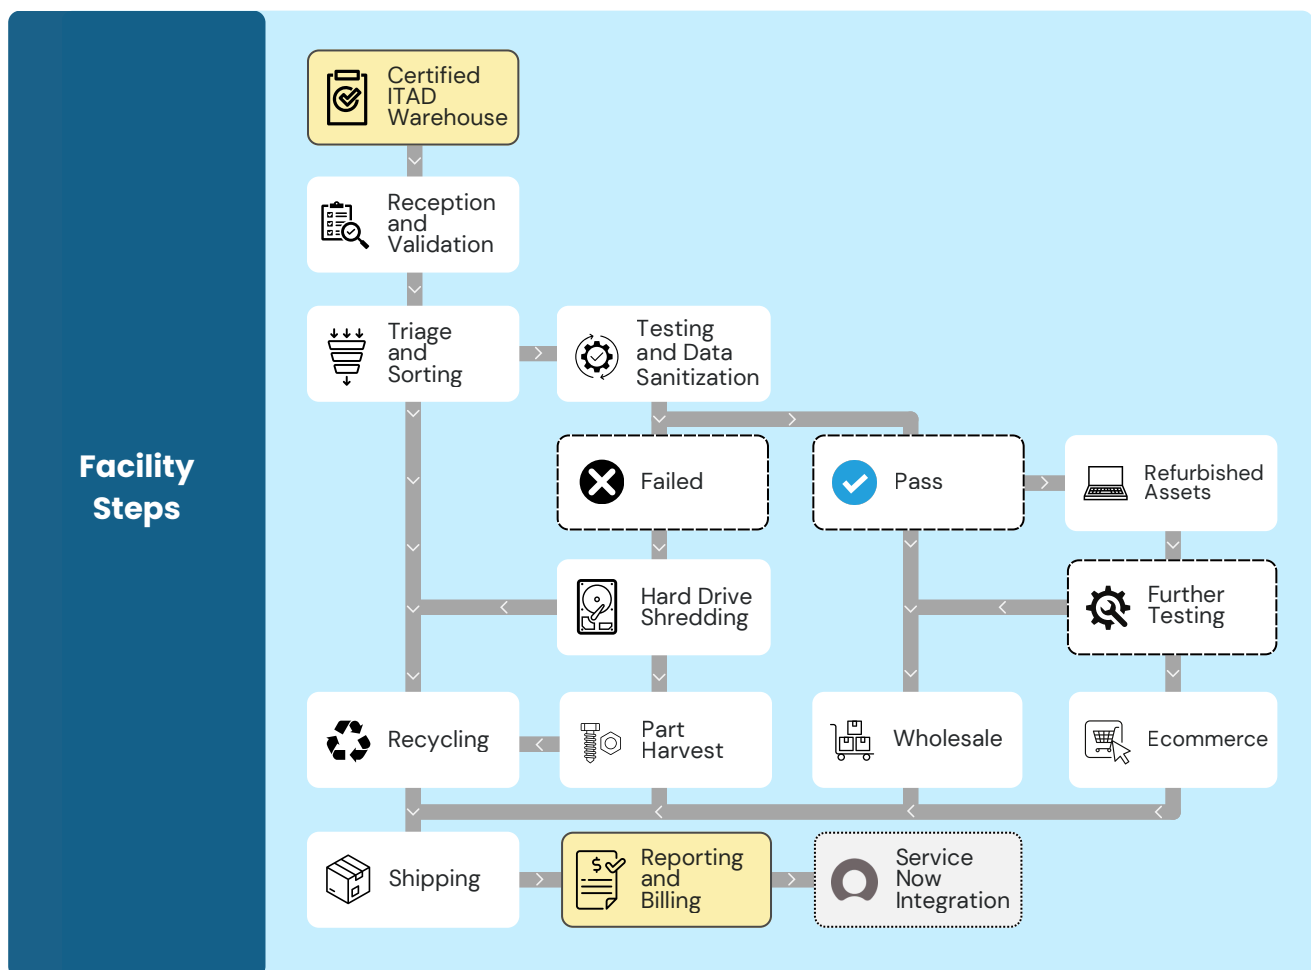 Facility
Steps
Certified
ITAD
Warehouse
Reception
and
Validation
Triage
and
Sorting
Testing
and Data
Sanitization
Failed
Pass
Refurbished
Assets
Hard Drive
Shredding
Further
Testing
Recycling
Part
Harvest
Wholesale
Ecommerce
Shipping
$
Reporting
and
Billing
Service
Now
Integration